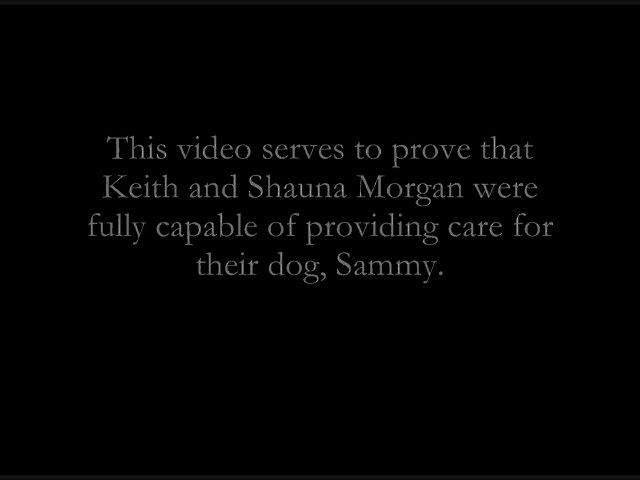 This video serves to prove that
Keith and Shauna Morgan were
fully capable of providing care for
their dog, Sammy.